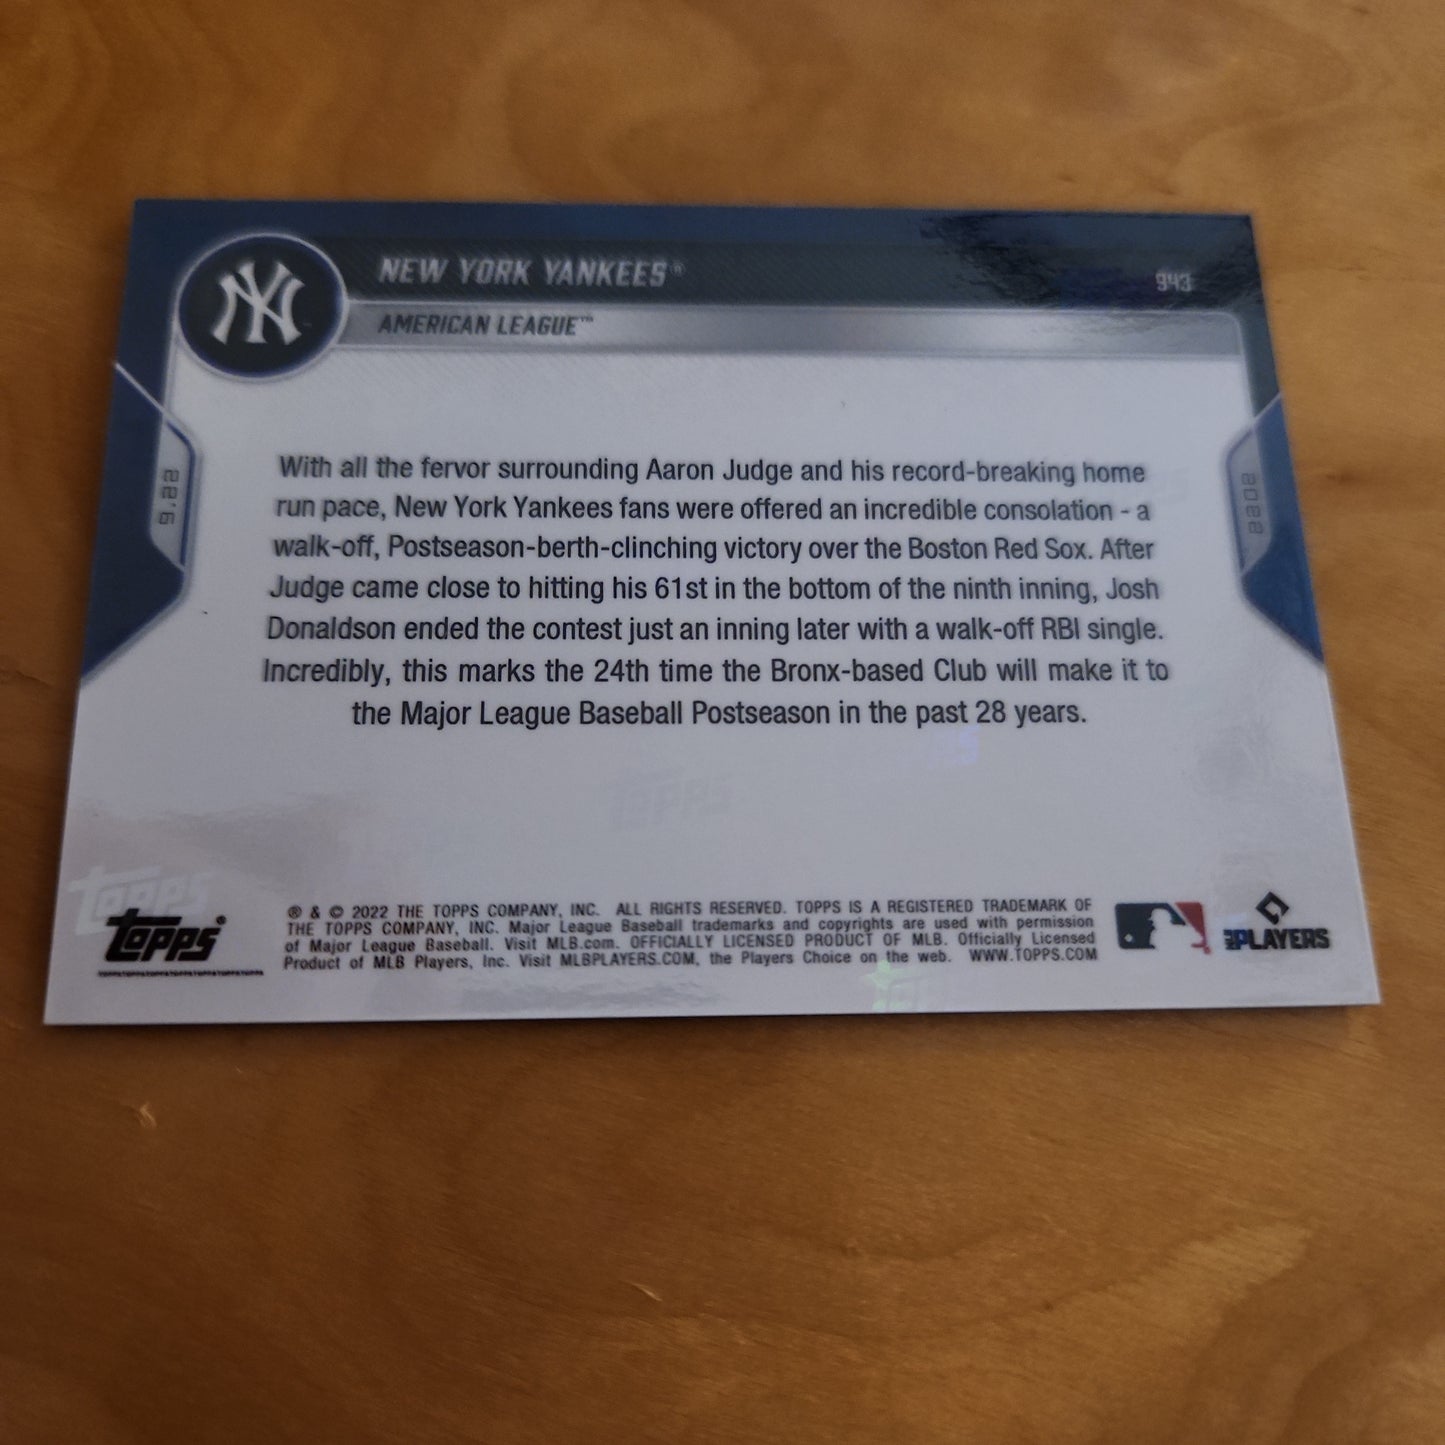 NEW YORK YANKEES®
943
AMERICAN LEAGUE™
9.22
2022
With all the fervor surrounding Aaron Judge and his record-breaking home
run pace, New York Yankees fans were offered an incredible consolation - a
walk-off, Postseason-berth-clinching victory over the Boston Red Sox. After
Judge came close to hitting his 61st in the bottom of the ninth inning, Josh
Donaldson ended the contest just an inning later with a walk-off RBI single.
Incredibly, this marks the 24th time the Bronx-based Club will make it to
the Major League Baseball Postseason in the past 28 years.
Topps
Topps
Topps®
® & © 2022 THE TOPPS COMPANY, INC. ALL RIGHTS RESERVED. TOPPS IS A REGISTERED TRADEMARK OF
THE TOPPS COMPANY, INC. Major League Baseball trademarks and copyrights are used with permission
of Major League Baseball. Visit MLB.com. OFFICIALLY LICENSED PRODUCT OF MLB. Officially Licensed
Product of MLB Players, Inc. Visit MLBPLAYERS.COM, the Players Choice on the web. WWW.TOPPS.COM
PLAYERS